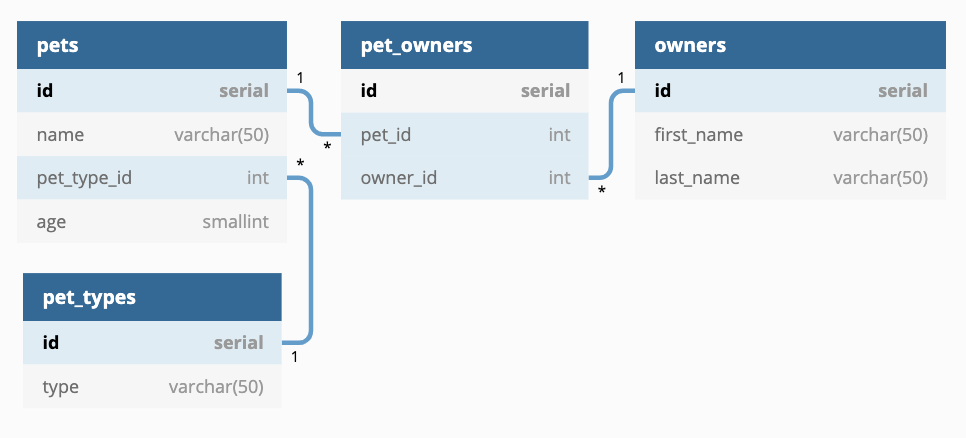 pets
id serial
name varchar(50)
pet_type_id int
age smallint
1
*
*
pet_owners
id serial
pet_id int
owner_id int
1
*
owners
id serial
first_name varchar(50)
last_name varchar(50)
pet_types
id serial
type varchar(50)
1